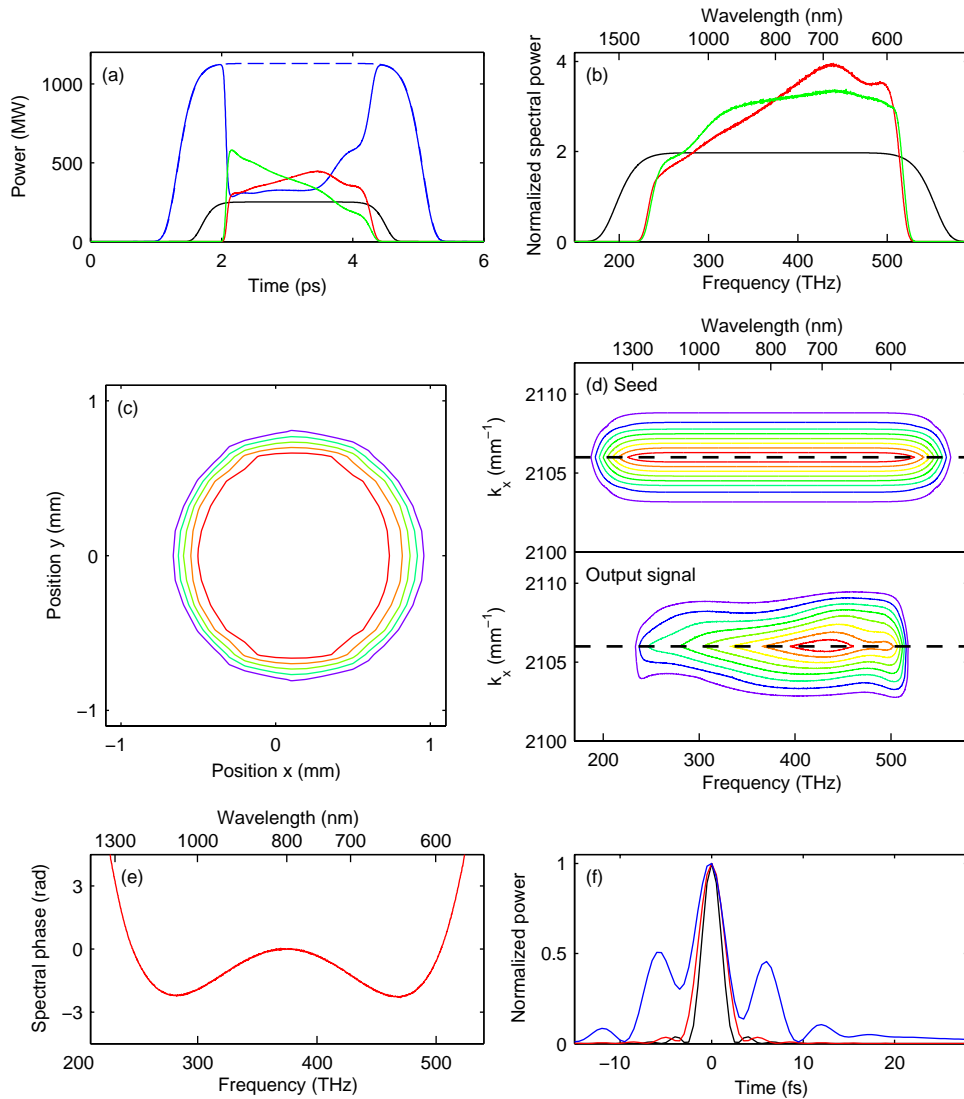 (a)
1000
500
0
Power (MW)
0
2
4
6
Time (ps)
Wavelength (nm)
1500
1000
800
700
600
(b)
4
2
0
Normalized spectral power
200
300
400
500
Frequency (THz)
(c)
1
0
−1
Position y (mm)
−1
0
1
Position x (mm)
Wavelength (nm)
1300
1000
800
700
600
(d) Seed
2110
2105
2100
kx (mm−1)
Output signal
2110
2105
2100
kx (mm−1)
200
300
400
500
Frequency (THz)
Wavelength (nm)
1300
1000
800
700
600
(e)
3
0
−3
Spectral phase (rad)
200
300
400
500
Frequency (THz)
(f)
1
0.5
0
Normalized power
−10
0
10
20
Time (fs)